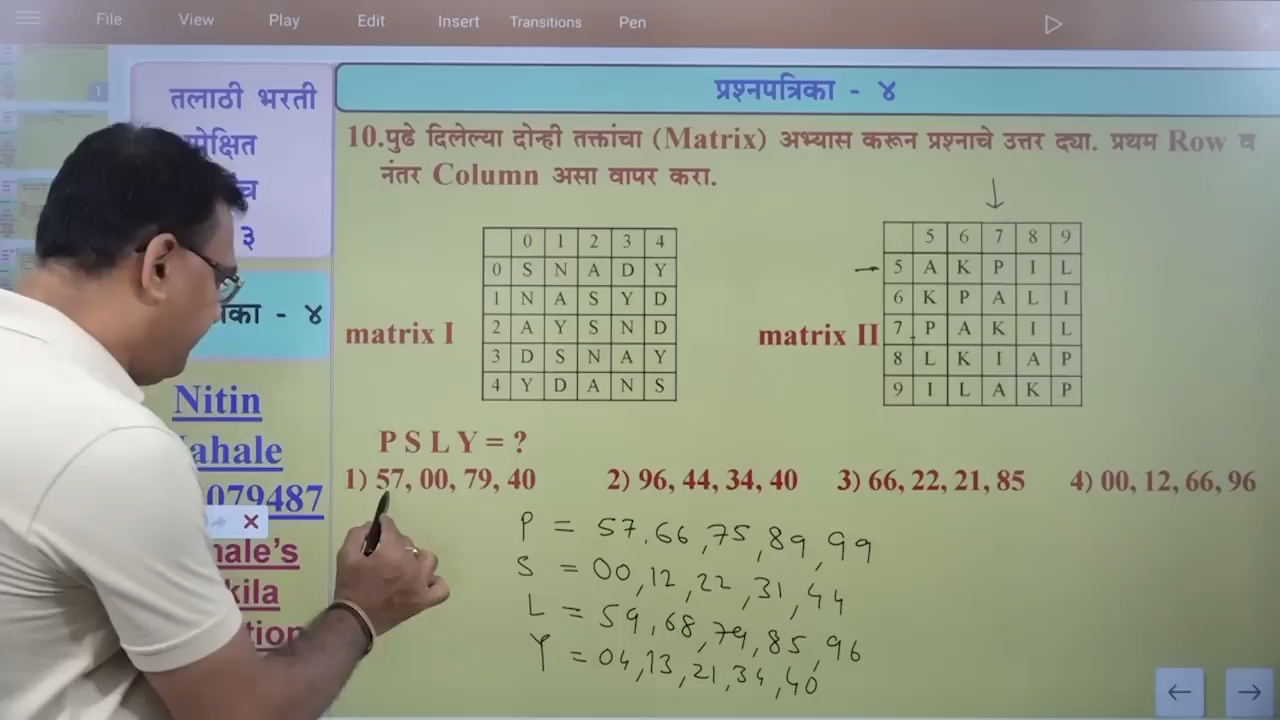 File View Play Edit Insert Transitions Pen
1
तलाठी भरती
३
- ४
Nitin
079487
प्रश्नपत्रिका - ४
10.पुढे दिलेल्या दोन्ही तक्तांचा (Matrix) अभ्यास करून प्रश्नाचे उत्तर द्या. प्रथम Row व
नंतर Column असा वापर करा.
matrix I
0 1 2 3 4
0 S N A D Y
1 N A S Y D
2 A Y S N D
3 D S N A Y
4 Y D A N S
matrix II
5 6 7 8 9
5 A K P I L
6 K P A L I
7 P A K I L
8 L K I A P
9 I L A K P
P S L Y = ?
1) 57, 00, 79, 40 2) 96, 44, 34, 40 3) 66, 22, 21, 85 4) 00, 12, 66, 96
P = 57,66,75,89,99
S = 00,12,22,31,44
L = 59,68,79,85,96
Y = 04,13,21,34,40